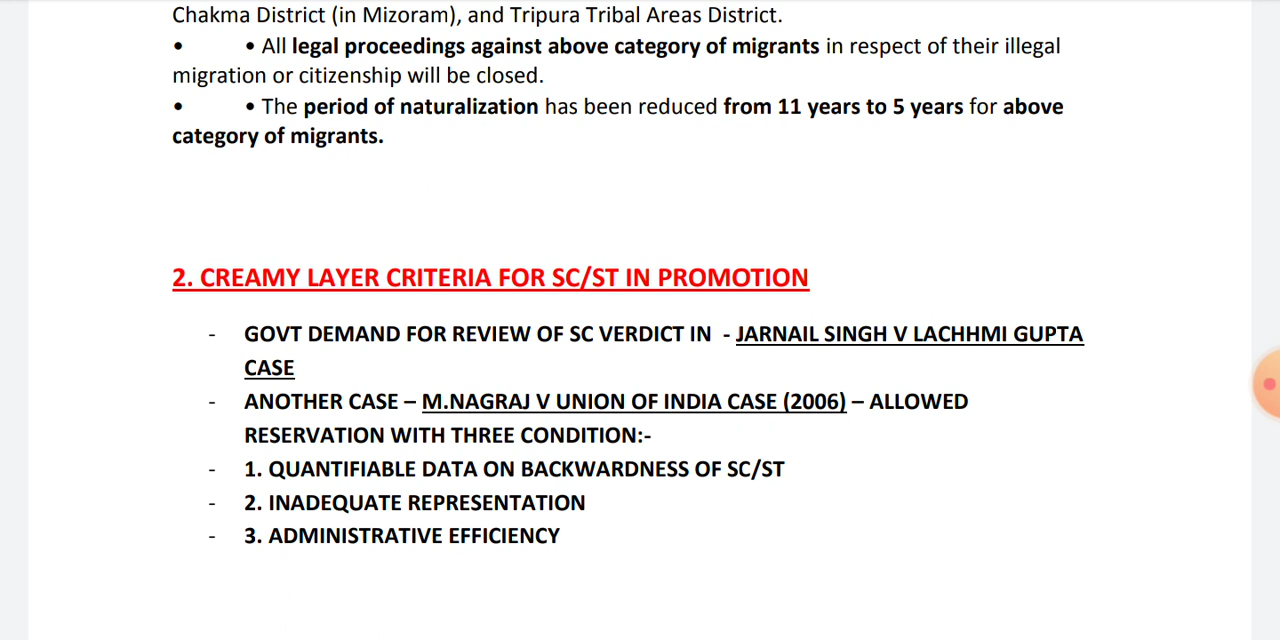 Chakma District (in Mizoram), and Tripura Tribal Areas District.
• • All legal proceedings against above category of migrants in respect of their illegal
migration or citizenship will be closed.
• • The period of naturalization has been reduced from 11 years to 5 years for above
category of migrants.
2. CREAMY LAYER CRITERIA FOR SC/ST IN PROMOTION
- GOVT DEMAND FOR REVIEW OF SC VERDICT IN - JARNAIL SINGH V LACHHMI GUPTA
CASE
- ANOTHER CASE – M.NAGRAJ V UNION OF INDIA CASE (2006) – ALLOWED
RESERVATION WITH THREE CONDITION:-
- 1. QUANTIFIABLE DATA ON BACKWARDNESS OF SC/ST
- 2. INADEQUATE REPRESENTATION
- 3. ADMINISTRATIVE EFFICIENCY